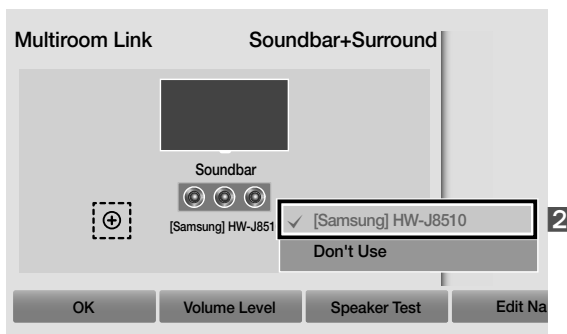 Multiroom Link
Soundbar+Surround
Soundbar
[Samsung] HW-J851
[Samsung] HW-J8510
2
Don't Use
OK
Volume Level
Speaker Test
Edit Na